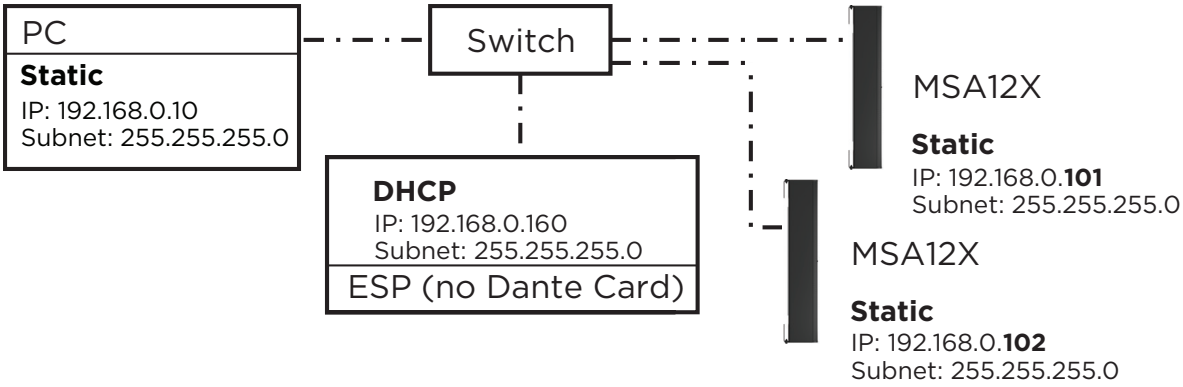 PC
Static
IP: 192.168.0.10
Subnet: 255.255.255.0
Switch
DHCP
IP: 192.168.0.160
Subnet: 255.255.255.0
ESP (no Dante Card)
MSA12X
Static
IP: 192.168.0.101
Subnet: 255.255.255.0
MSA12X
Static
IP: 192.168.0.102
Subnet: 255.255.255.0